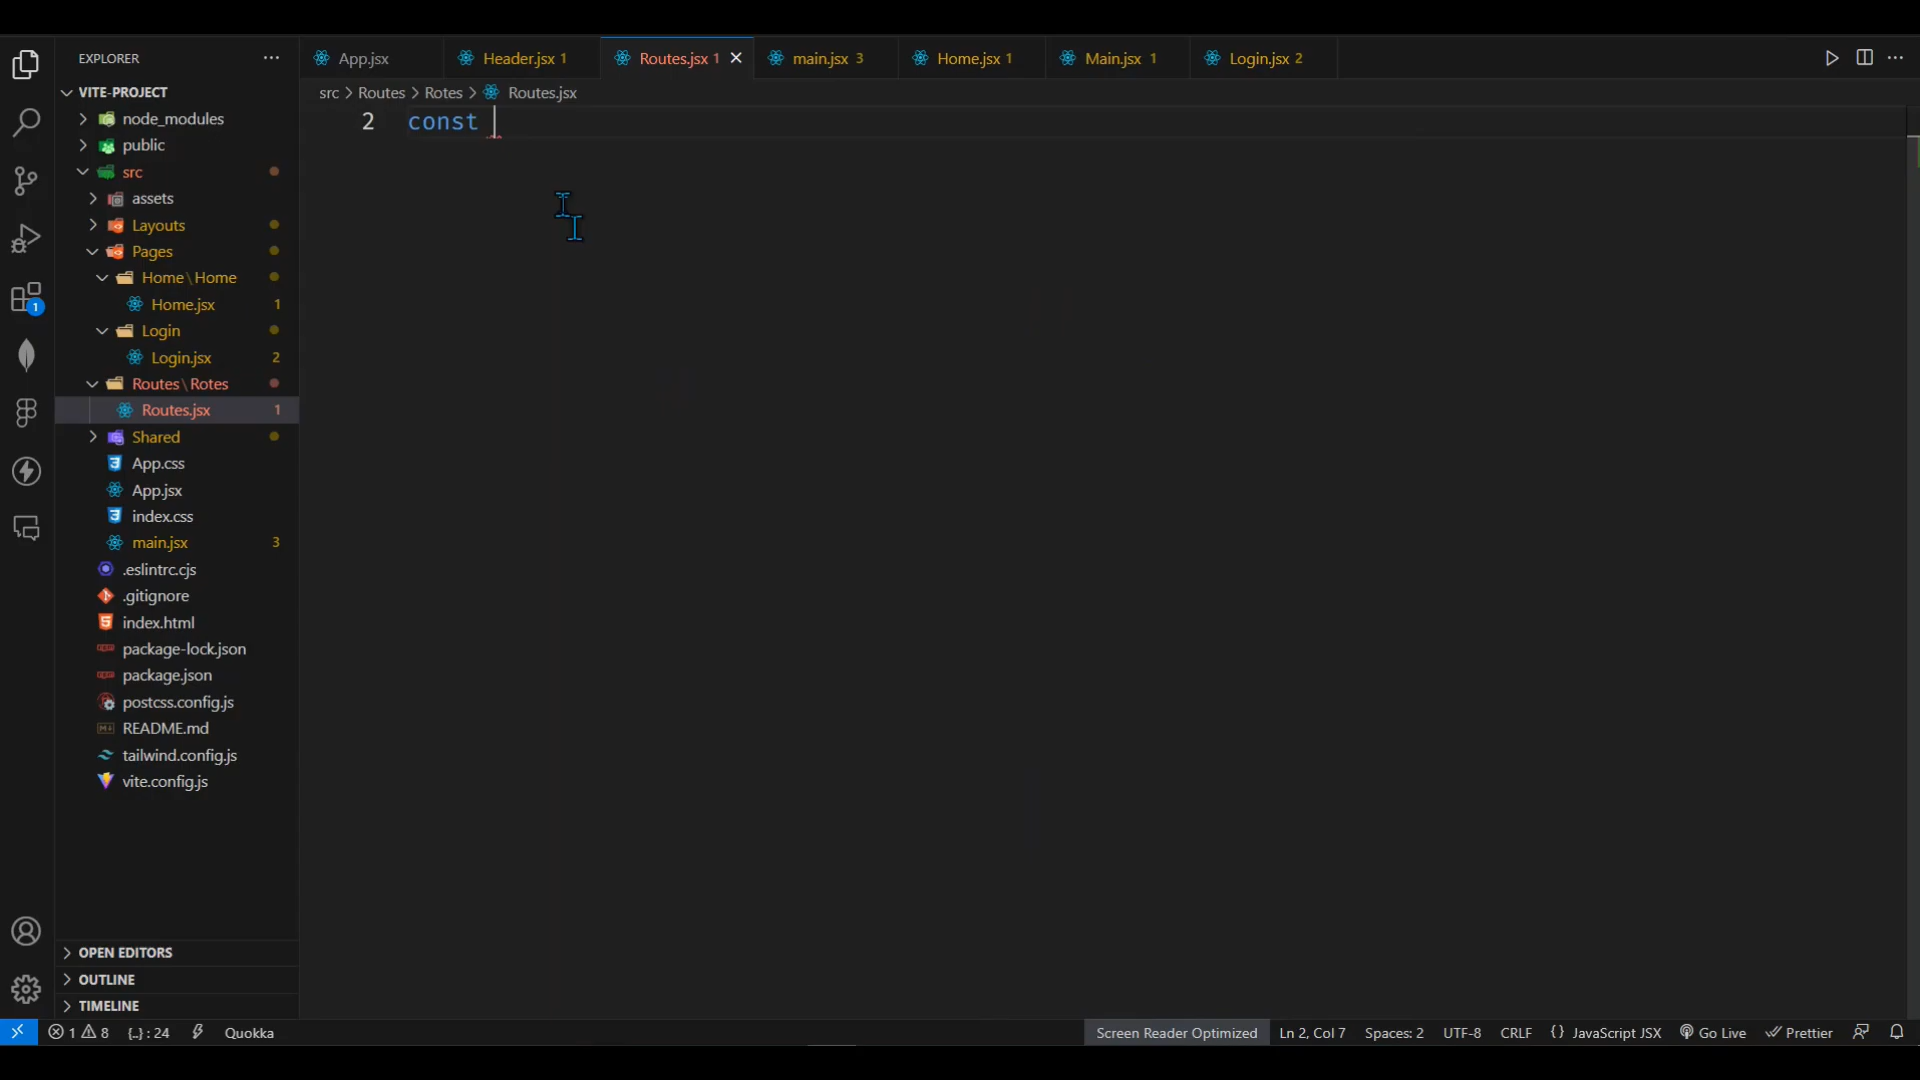 EXPLORER
App.jsx
Header.jsx 1
Routes.jsx 1
main.jsx 3
Home.jsx 1
Main.jsx 1
Login.jsx 2
VITE-PROJECT
src > Routes > Rotes > Routes.jsx
2 const
node_modules
public
src
assets
Layouts
Pages
Home\Home
Home.jsx 1
Login
Login.jsx 2
Routes\Rotes
Routes.jsx 1
Shared
App.css
App.jsx
index.css
main.jsx 3
.eslintrc.cjs
.gitignore
index.html
package-lock.json
package.json
postcss.config.js
README.md
tailwind.config.js
vite.config.js
1
OPEN EDITORS
OUTLINE
TIMELINE
1 8 {..} : 24 Quokka Screen Reader Optimized Ln 2, Col 7 Spaces: 2 UTF-8 CRLF {} JavaScript JSX Go Live Prettier